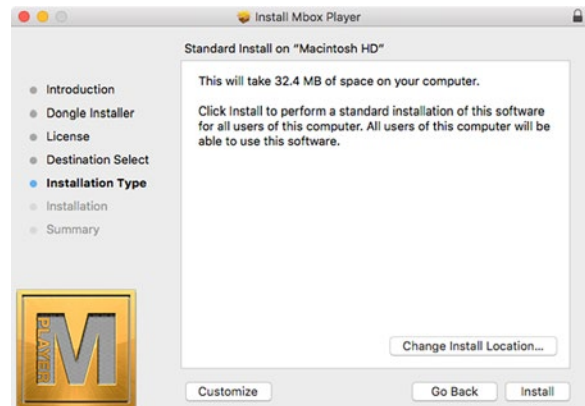 Install Mbox Player
Standard Install on "Macintosh HD"
Introduction
Dongle Installer
License
Destination Select
Installation Type
Installation
Summary
This will take 32.4 MB of space on your computer.
Click Install to perform a standard installation of this software
for all users of this computer. All users of this computer will be
able to use this software.
Change Install Location...
PLAYER
M
Customize
Go Back
Install